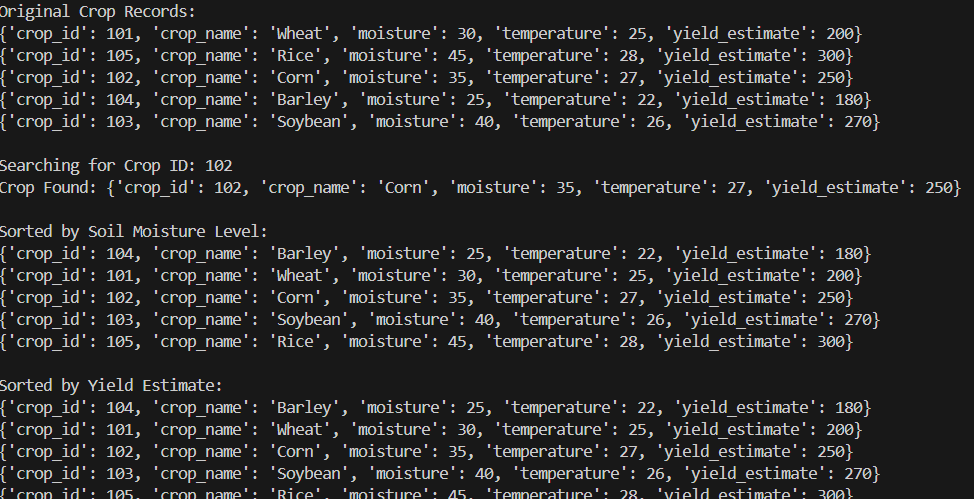 Original Crop Records:
{'crop_id': 101, 'crop_name': 'Wheat', 'moisture': 30, 'temperature': 25, 'yield_estimate': 200}
{'crop_id': 105, 'crop_name': 'Rice', 'moisture': 45, 'temperature': 28, 'yield_estimate': 300}
{'crop_id': 102, 'crop_name': 'Corn', 'moisture': 35, 'temperature': 27, 'yield_estimate': 250}
{'crop_id': 104, 'crop_name': 'Barley', 'moisture': 25, 'temperature': 22, 'yield_estimate': 180}
{'crop_id': 103, 'crop_name': 'Soybean', 'moisture': 40, 'temperature': 26, 'yield_estimate': 270}

Searching for Crop ID: 102
Crop Found: {'crop_id': 102, 'crop_name': 'Corn', 'moisture': 35, 'temperature': 27, 'yield_estimate': 250}

Sorted by Soil Moisture Level:
{'crop_id': 104, 'crop_name': 'Barley', 'moisture': 25, 'temperature': 22, 'yield_estimate': 180}
{'crop_id': 101, 'crop_name': 'Wheat', 'moisture': 30, 'temperature': 25, 'yield_estimate': 200}
{'crop_id': 102, 'crop_name': 'Corn', 'moisture': 35, 'temperature': 27, 'yield_estimate': 250}
{'crop_id': 103, 'crop_name': 'Soybean', 'moisture': 40, 'temperature': 26, 'yield_estimate': 270}
{'crop_id': 105, 'crop_name': 'Rice', 'moisture': 45, 'temperature': 28, 'yield_estimate': 300}

Sorted by Yield Estimate:
{'crop_id': 104, 'crop_name': 'Barley', 'moisture': 25, 'temperature': 22, 'yield_estimate': 180}
{'crop_id': 101, 'crop_name': 'Wheat', 'moisture': 30, 'temperature': 25, 'yield_estimate': 200}
{'crop_id': 102, 'crop_name': 'Corn', 'moisture': 35, 'temperature': 27, 'yield_estimate': 250}
{'crop_id': 103, 'crop_name': 'Soybean', 'moisture': 40, 'temperature': 26, 'yield_estimate': 270}
{'crop_id': 105, 'crop_name': 'Rice', 'moisture': 45, 'temperature': 28, 'yield_estimate': 300}